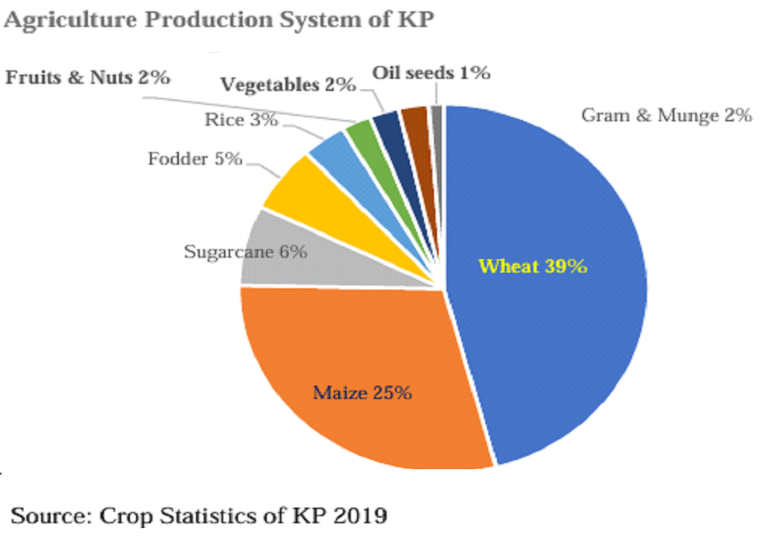 Agriculture Production System of KP
Fruits & Nuts 2%
Vegetables 2%
Oil seeds 1%
Gram & Munge 2%
Rice 3%
Fodder 5%
Sugarcane 6%
Wheat 39%
Maize 25%
Source: Crop Statistics of KP 2019